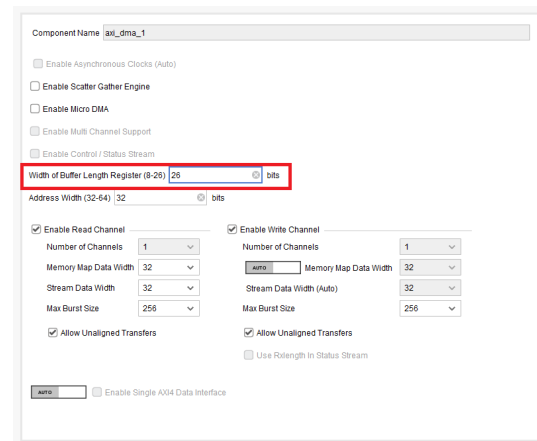 Component Name axi_dma_1
Enable Asynchronous Clocks (Auto)
Enable Scatter Gather Engine
Enable Micro DMA
Enable Multi Channel Support
Enable Control / Status Stream
Width of Buffer Length Register (8-26) 26 bits
Address Width (32-64) 32 bits
Enable Read Channel
Number of Channels 1
Memory Map Data Width 32
Stream Data Width 32
Max Burst Size 256
Allow Unaligned Transfers
Enable Write Channel
Number of Channels 1
AUTO Memory Map Data Width 32
Stream Data Width (Auto) 32
Max Burst Size 256
Allow Unaligned Transfers
Use Rxlength In Status Stream
AUTO Enable Single AXI4 Data Interface